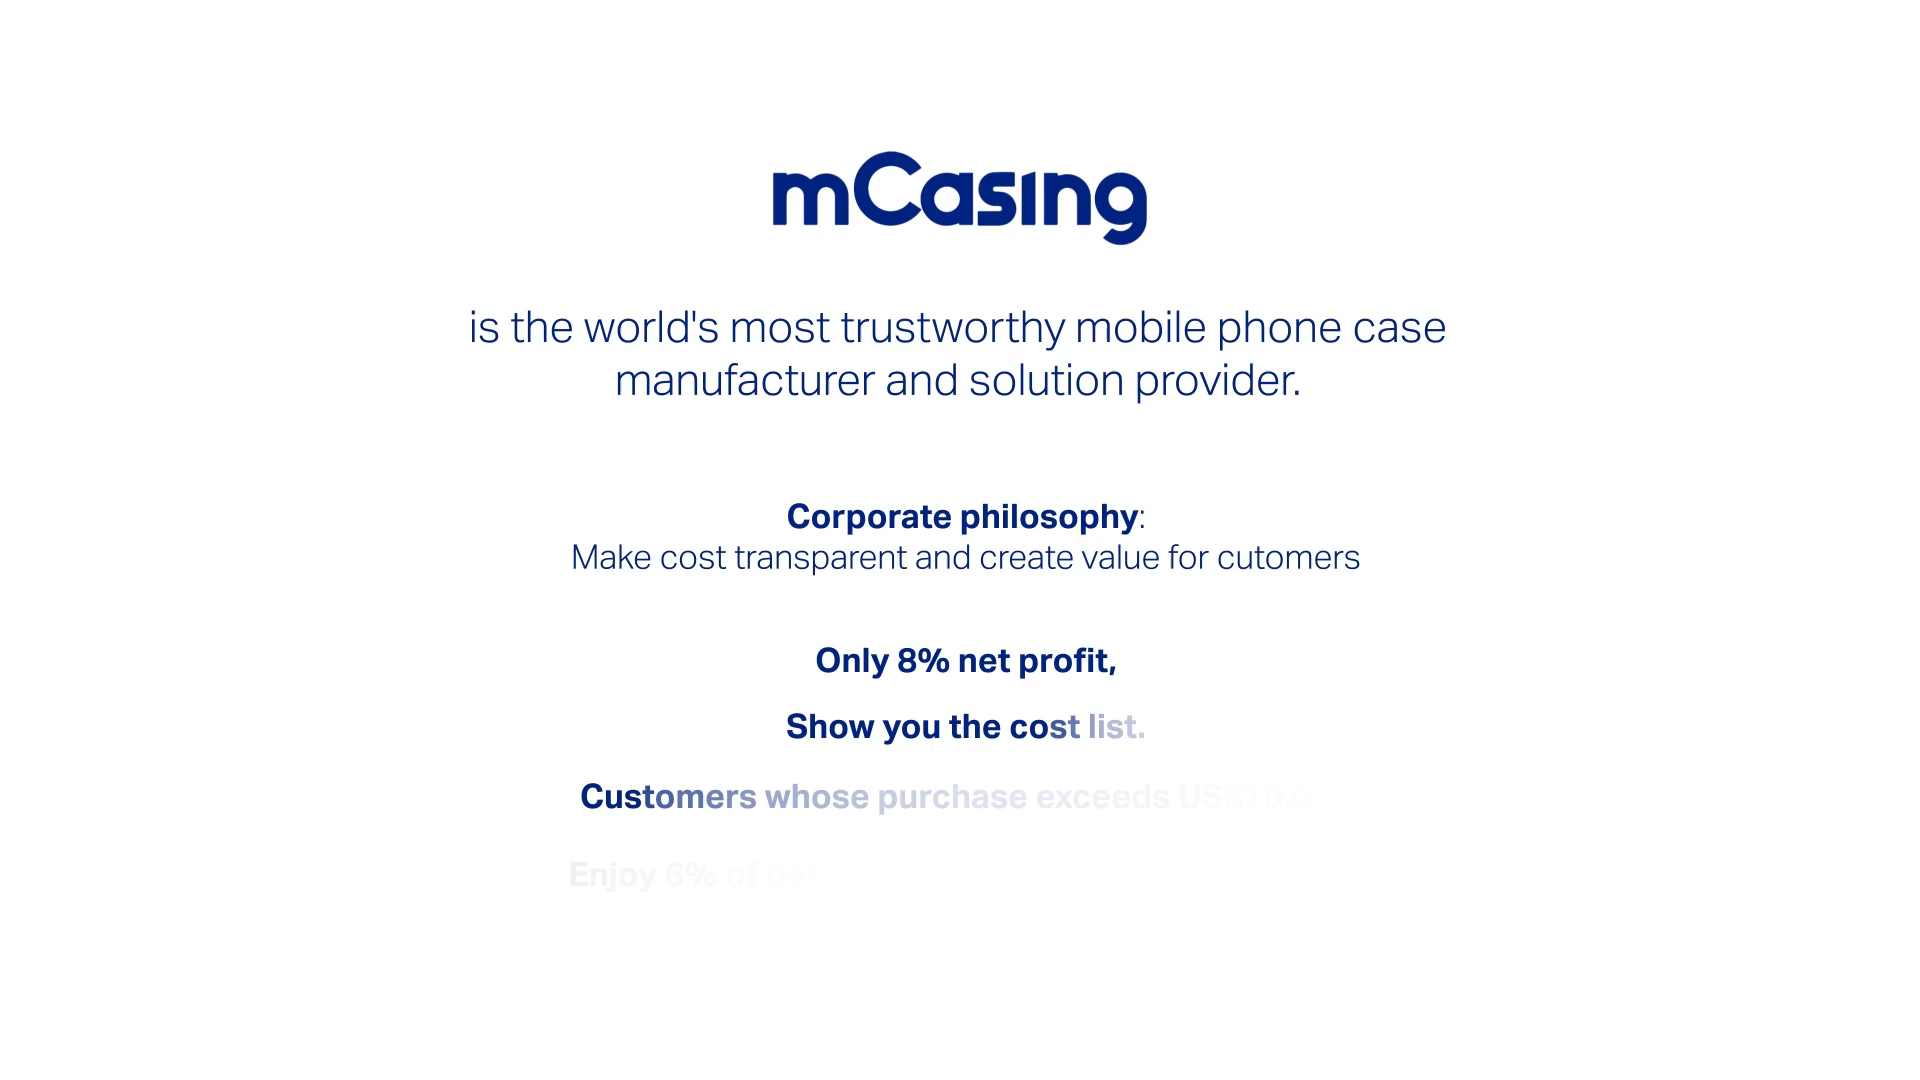 mCasing
is the world's most trustworthy mobile phone case
manufacturer and solution provider.
Corporate philosophy:
Make cost transparent and create value for cutomers
Only 8% net profit,
Show you the cost list.
Customers whose purchase exceeds
Enjoy 6% of net